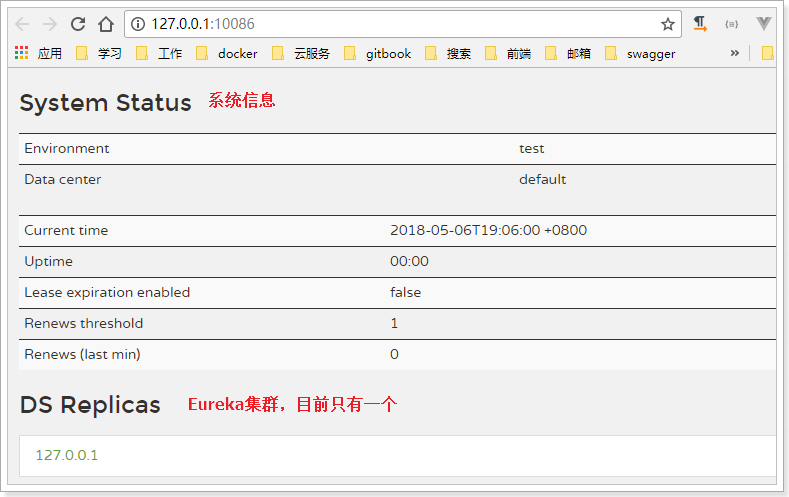 127.0.0.1:10086
应用 学习 工作 docker 云服务 gitbook 搜索 前端 邮箱 swagger »
System Status 系统信息
Environment test
Data center default
Current time 2018-05-06T19:06:00 +0800
Uptime 00:00
Lease expiration enabled false
Renews threshold 1
Renews (last min) 0
DS Replicas Eureka集群，目前只有一个
127.0.0.1